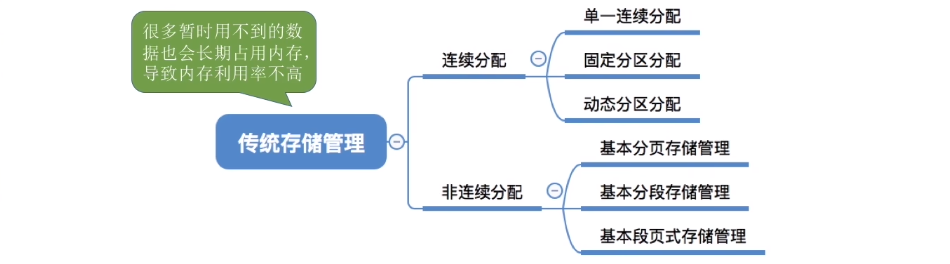 很多暂时用不到的数
据也会长期占用内存，
导致内存利用率不高
传统存储管理
连续分配
单一连续分配
固定分区分配
动态分区分配
非连续分配
基本分页存储管理
基本分段存储管理
基本段页式存储管理